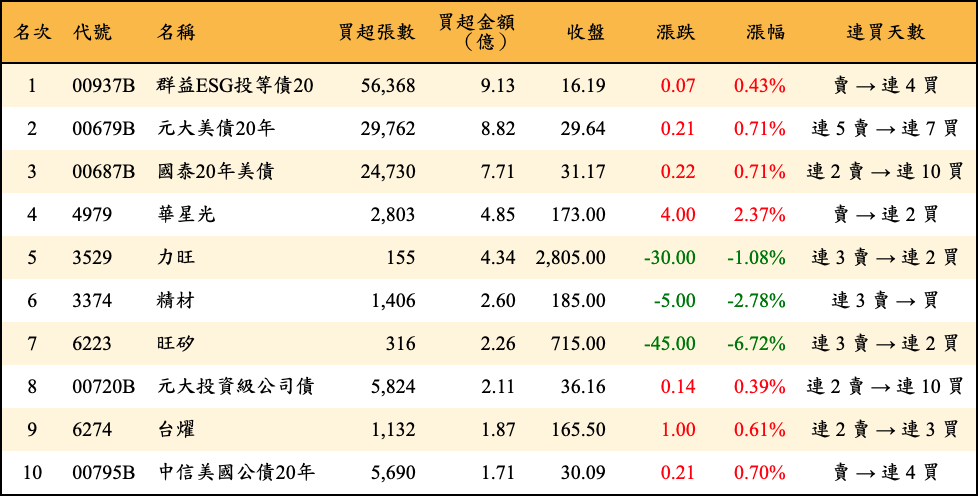 名次 代號 名稱 買超張數 買超金額（億） 收盤 漲跌 漲幅 連買天數
1 00937B 群益ESG投等債20 56,368 9.13 16.19 0.07 0.43% 賣 → 連 4 買
2 00679B 元大美債20年 29,762 8.82 29.64 0.21 0.71% 連 5 賣 → 連 7 買
3 00687B 國泰20年美債 24,730 7.71 31.17 0.22 0.71% 連 2 賣 → 連 10 買
4 4979 華星光 2,803 4.85 173.00 4.00 2.37% 賣 → 連 2 買
5 3529 力旺 155 4.34 2,805.00 -30.00 -1.08% 連 3 賣 → 連 2 買
6 3374 精材 1,406 2.60 185.00 -5.00 -2.78% 連 3 賣 → 買
7 6223 旺矽 316 2.26 715.00 -45.00 -6.72% 連 3 賣 → 連 2 買
8 00720B 元大投資級公司債 5,824 2.11 36.16 0.14 0.39% 連 2 賣 → 連 10 買
9 6274 台燿 1,132 1.87 165.50 1.00 0.61% 連 2 賣 → 連 3 買
10 00795B 中信美國公債20年 5,690 1.71 30.09 0.21 0.70% 賣 → 連 4 買